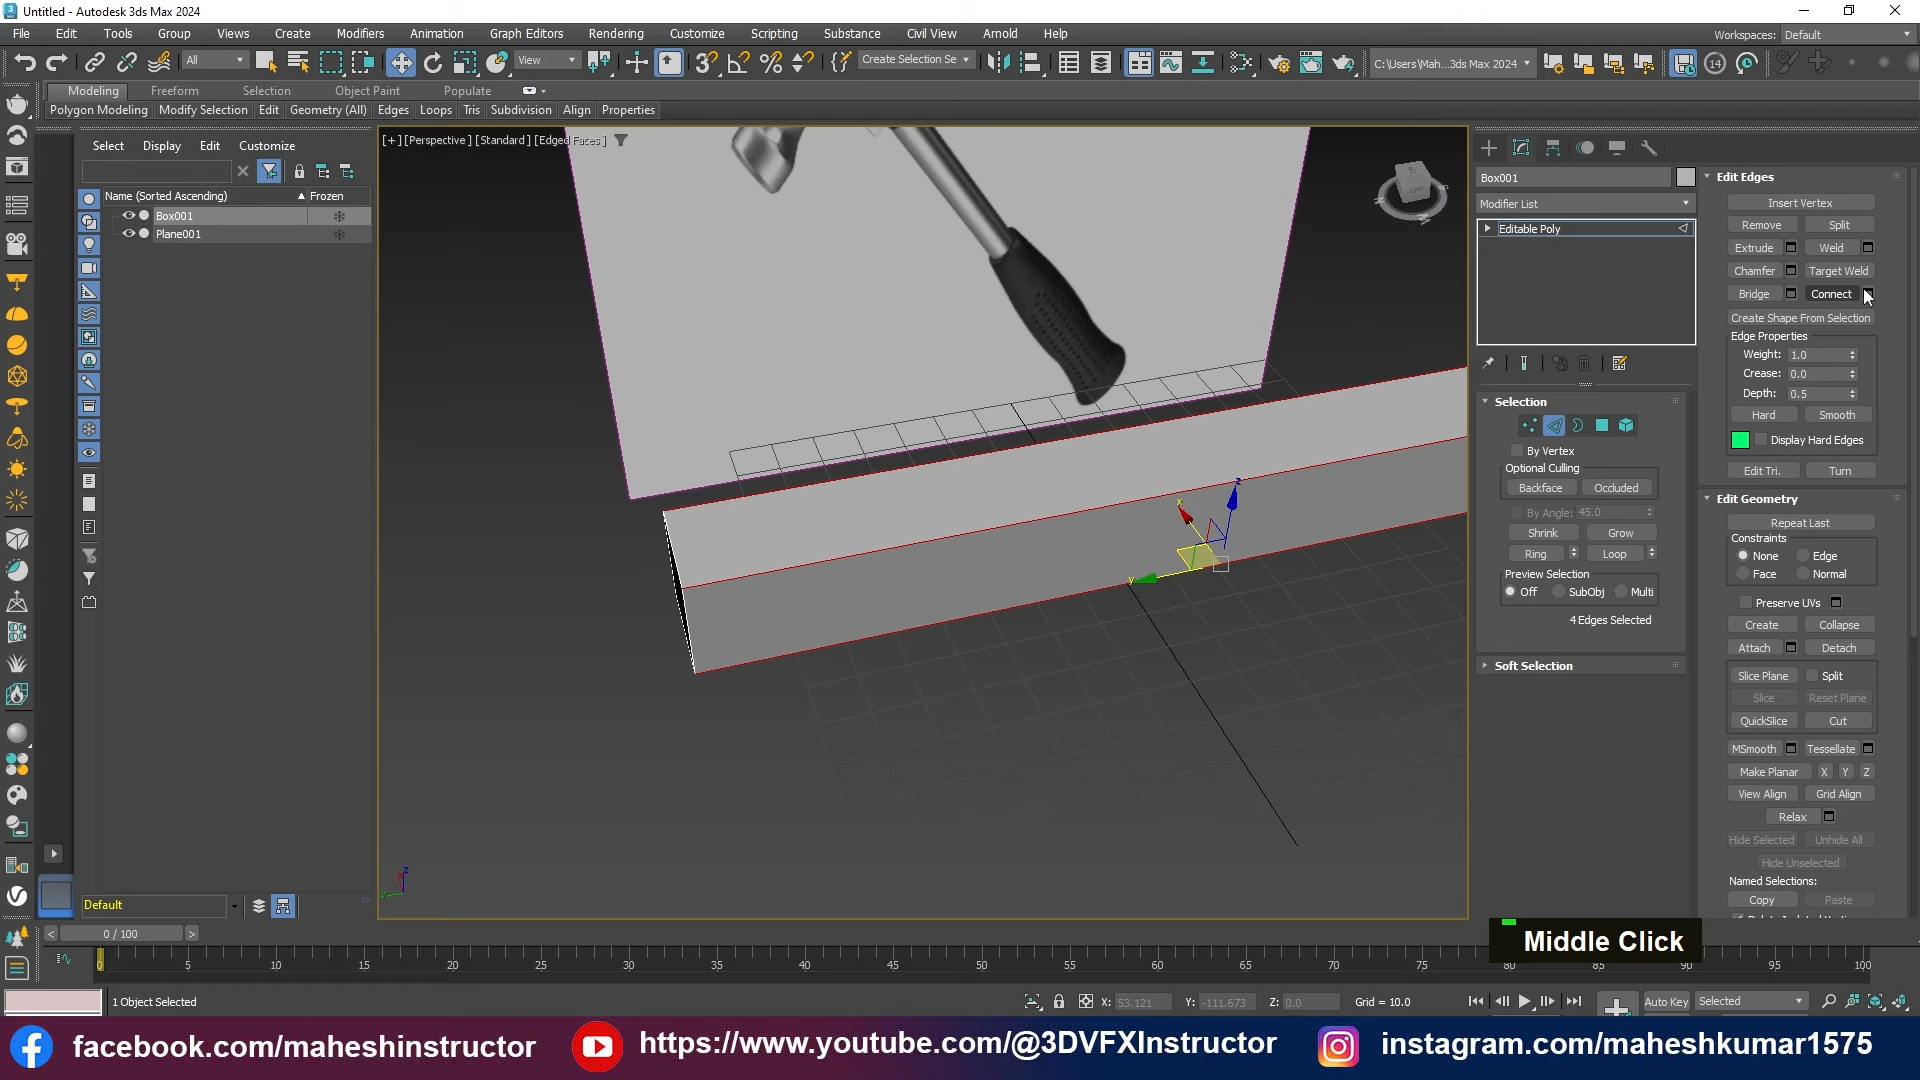 Untitled - Autodesk 3ds Max 2024
File Edit Tools Group Views Create Modifiers Animation Graph Editors Rendering Customize Scripting Substance Civil View Arnold Help
Workspaces: Default
All View Create Selection Se C:\Users\Mah...3ds Max 2024 14
Modeling Freeform Selection Object Paint Populate
Polygon Modeling Modify Selection Edit Geometry (All) Edges Loops Tris Subdivision Align Properties
Select Display Edit Customize
Name (Sorted Ascending) Frozen
Box001
Plane001
[+] [Perspective] [Standard] [Edged Faces]
x
y
z
Box001
Modifier List
Editable Poly
Selection
By Vertex
Optional Culling
Backface Occluded
By Angle: 45.0
Shrink Grow
Ring Loop
Preview Selection
Off SubObj Multi
4 Edges Selected
Soft Selection
Edit Edges
Insert Vertex
Remove Split
Extrude Weld
Chamfer Target Weld
Bridge Connect
Create Shape From Selection
Edge Properties
Weight: 1.0
Crease: 0.0
Depth: 0.5
Hard Smooth
Display Hard Edges
Edit Tri. Turn
Edit Geometry
Repeat Last
Constraints
None Edge
Face Normal
Preserve UVs
Create Collapse
Attach Detach
Slice Plane Split
Slice Reset Plane
QuickSlice Cut
MSmooth Tessellate
Make Planar X Y Z
View Align Grid Align
Relax
Hide Selected Unhide All
Hide Unselected
Named Selections:
Copy Paste
Default
< 0 / 100 >
Middle Click
0 5 10 15 20 25 30 35 40 45 50 55 60 65 70 75 80 85 90 95 100
1 Object Selected
X: 53.121 Y: -111.673 Z: 0.0 Grid = 10.0
Auto Key Selected
facebook.com/maheshinstructor
https://www.youtube.com/@3DVFXInstructor
instagram.com/maheshkumar1575